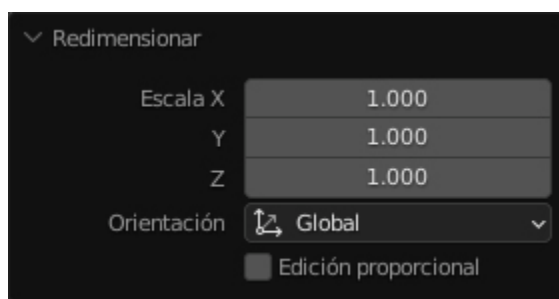 Redimensionar
Escala X 1.000
Y 1.000
Z 1.000
Orientación Global
Edición proporcional